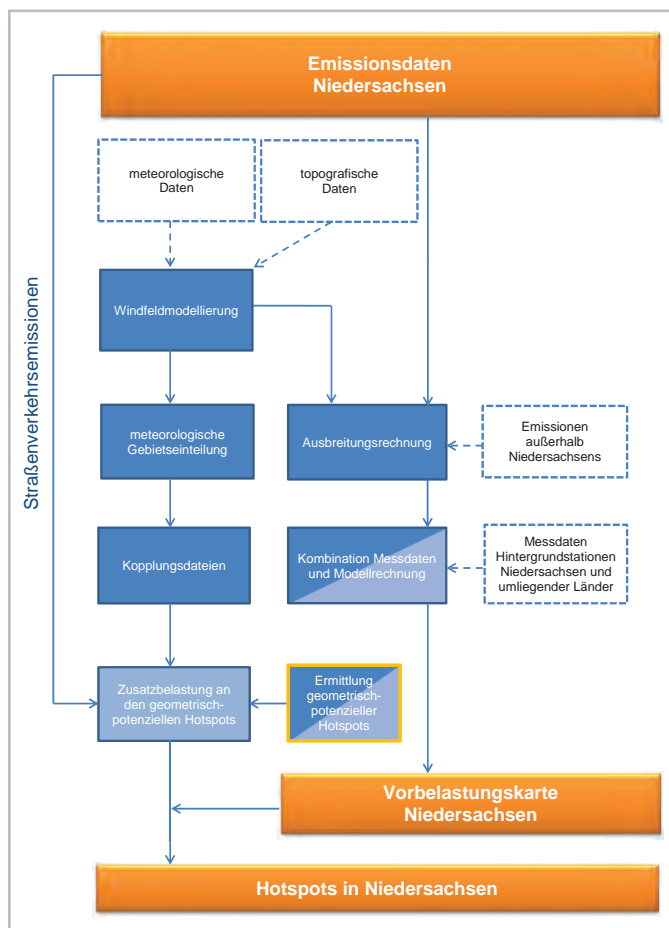 Emissionsdaten
Niedersachsen
meteorologische
Daten
topografische
Daten
Straßenverkehrsemissionen
Windfeldmodellierung
meteorologische
Gebietseinteilung
Ausbreitungsrechnung
Emissionen
außerhalb
Niedersachsens
Kopplungsdateien
Kombination Messdaten
und Modellrechnung
Messdaten
Hintergrundstationen
Niedersachsen und
umliegender Länder
Zusatzbelastung an
den geometrisch-
potenziellen Hotspots
Ermittlung
geometrisch-
potenzieller
Hotspots
Vorbelastungskarte
Niedersachsen
Hotspots in Niedersachsen